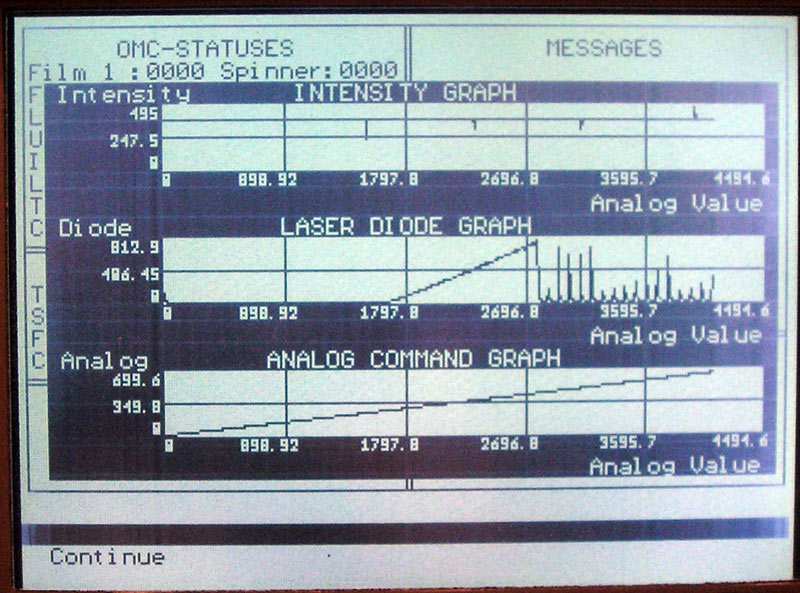 OMC-STATUSES
MESSAGES
Film 1 :0000 Spinner:0000
F
L
U
I
L
T
C
T
S
F
C
Intensity INTENSITY GRAPH
495
247.5
0
0 898.92 1797.8 2696.8 3595.7 4494.6
Analog Value
Diode LASER DIODE GRAPH
812.9
406.45
0
0 898.92 1797.8 2696.8 3595.7 4494.6
Analog Value
Analog ANALOG COMMAND GRAPH
699.6
349.8
0
0 898.92 1797.8 2696.8 3595.7 4494.6
Analog Value
Continue